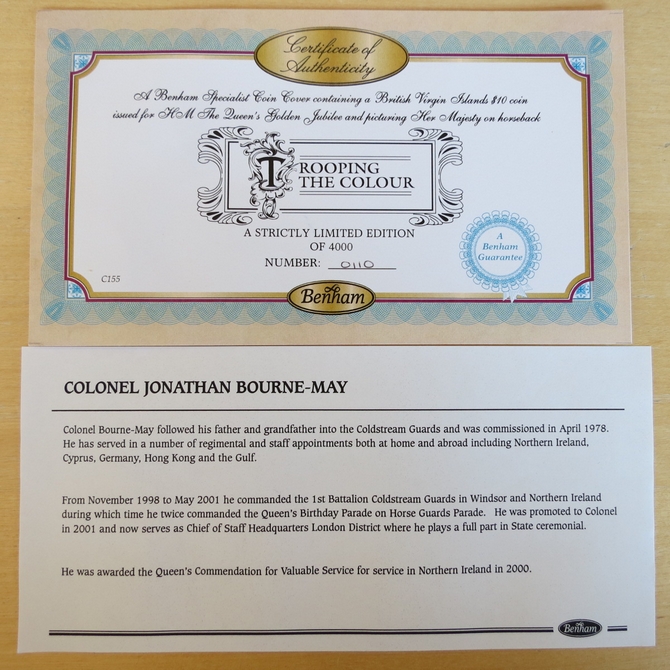 Certificate of
Authenticity
A Benham Specialist Coin Cover containing a British Virgin Islands $10 coin
issued for HM The Queen's Golden Jubilee and picturing Her Majesty on horseback
TROOPING
THE COLOUR
A STRICTLY LIMITED EDITION
OF 4000
NUMBER: 0110
A
Benham
Guarantee
C155
Benham
COLONEL JONATHAN BOURNE-MAY
Colonel Bourne-May followed his father and grandfather into the Coldstream Guards and was commissioned in April 1978.
He has served in a number of regimental and staff appointments both at home and abroad including Northern Ireland,
Cyprus, Germany, Hong Kong and the Gulf.
From November 1998 to May 2001 he commanded the 1st Battalion Coldstream Guards in Windsor and Northern Ireland
during which time he twice commanded the Queen's Birthday Parade on Horse Guards Parade. He was promoted to Colonel
in 2001 and now serves as Chief of Staff Headquarters London District where he plays a full part in State ceremonial.
He was awarded the Queen's Commendation for Valuable Service for service in Northern Ireland in 2000.
Benham